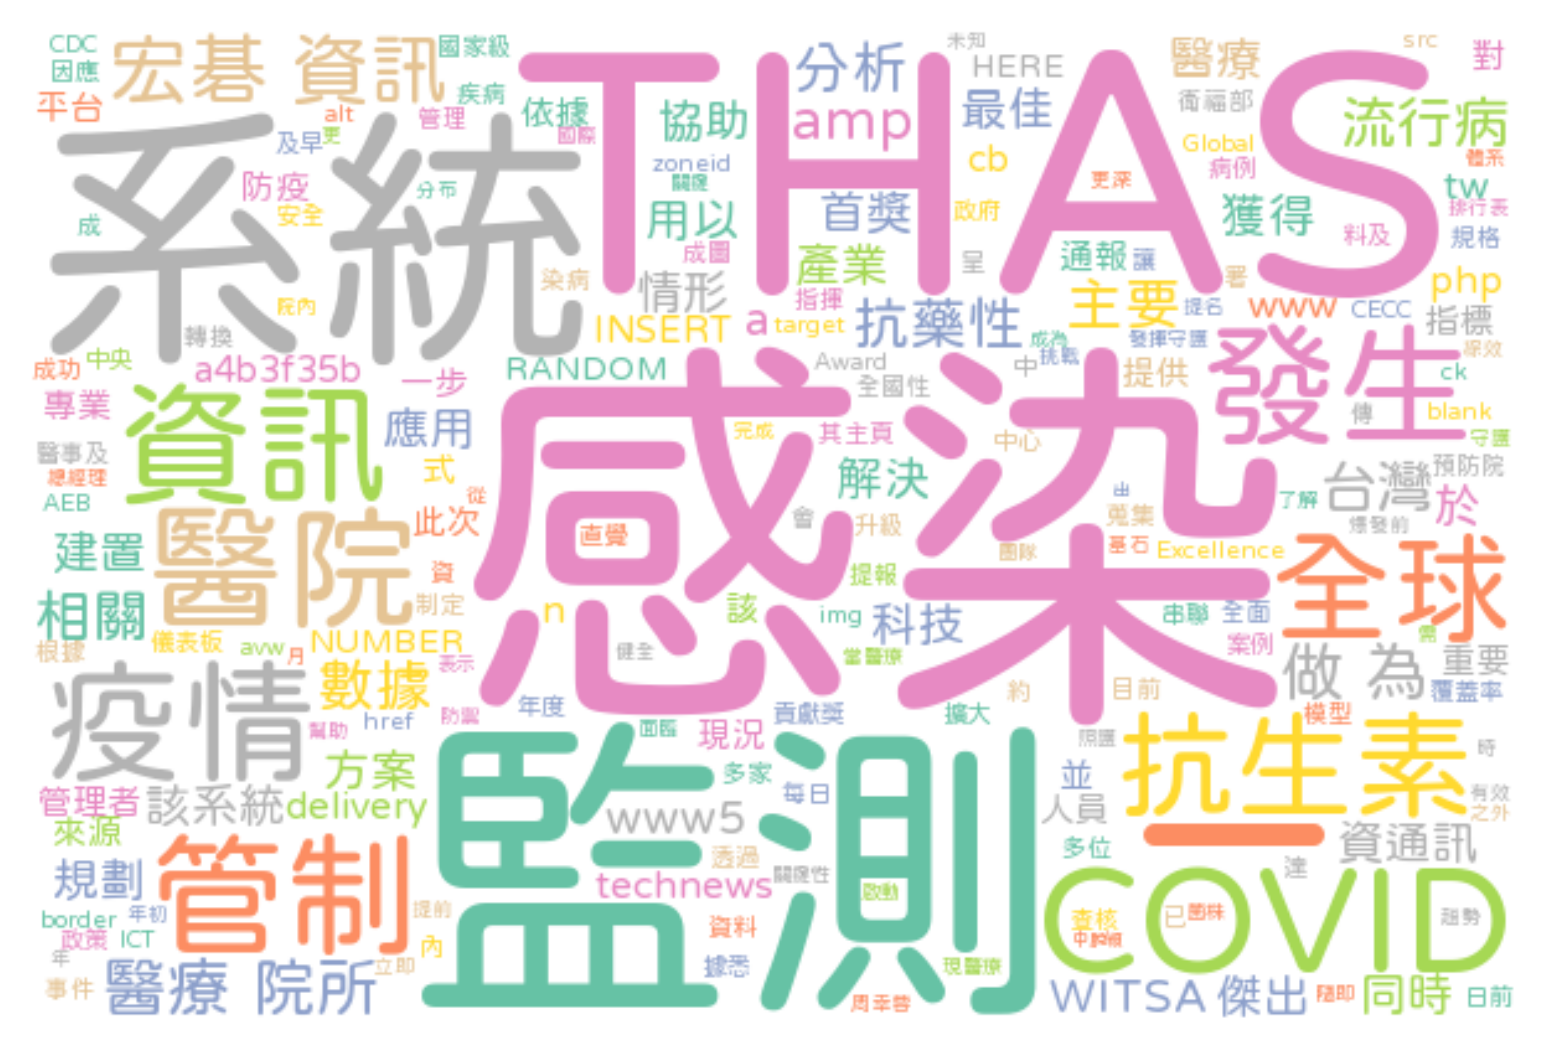 CDC
因應
平台
宏碁 資訊
國家級
疾病
alt
管理
依據
國際
未知
HERE
分析
amp
最佳
醫療
衛福部
src
對
流行病
體系
tw
排行表
規格
系統
THAS
及早
更
防疫
安全
分布
成
協助
zoneid
關鍵
用以
成圖
情形
染病
院內
轉換
首獎
產業
指揮
呈
政府
cb
更深
Global
病例
獲得
料及
通報
讓
署
主要
提名
www
CECC
php
指標
INSERT
a
target
抗藥性
成為
發揮守護
成功
中央
a4b3f35b
一步
RANDOM
Award
全國性
中
挑戰
提供
發生
綜效
ck
傳
blank
守護
專業
資訊
應用
式
從
感染
完成
其主頁
中心
解決
台灣
預防院
於
了解
爆發前
醫事及
總經理
AEB
醫院
此次
直覺
會
升級
出
蒐集
基石
Excellence
團隊
全球
建置
相關
資
制定
提報
n
該
img
科技
串聯
全面
案例
需
根據
儀表板
avw
月
NUMBER
表示
健全
當醫療
做 為
重要
覆蓋率
疫情
數據
href
幫助
防禦
年度
貢獻獎
約
目前
擴大
模型
方案
監測
面臨
現況
多家
每日
照護
並
抗生素
時
有效
之外
管理者
該系統
delivery
來源
www5
人員
資通訊
多位
規劃
管制
透過
technews
關鍵性
啟動
達
COVID
border
年初
政策
ICT
年
提前
內
資料
查核
已
菌株
趨勢
事件
醫療 院所
立即
據悉
現醫療
周幸蓉
WITSA
傑出
隨即
同時
日前